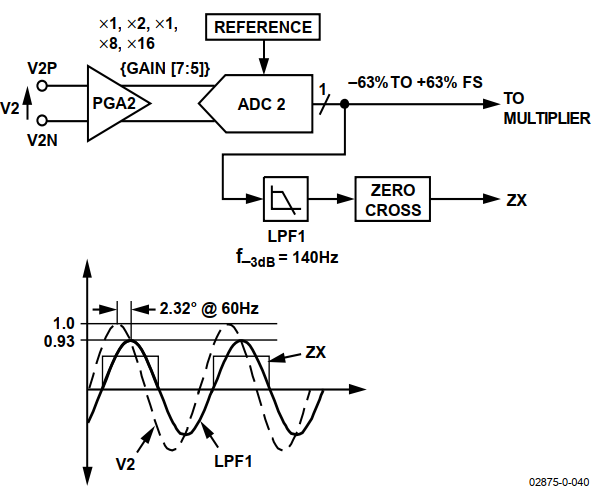 ×1, ×2, ×1,
×8, ×16
REFERENCE
V2P
{GAIN [7:5]}
V2
PGA2
ADC 2
1
–63% TO +63% FS
TO
MULTIPLIER
V2N
ZERO
CROSS
ZX
LPF1
f–3dB = 140Hz
2.32° @ 60Hz
1.0
0.93
ZX
V2
LPF1
02875-0-040